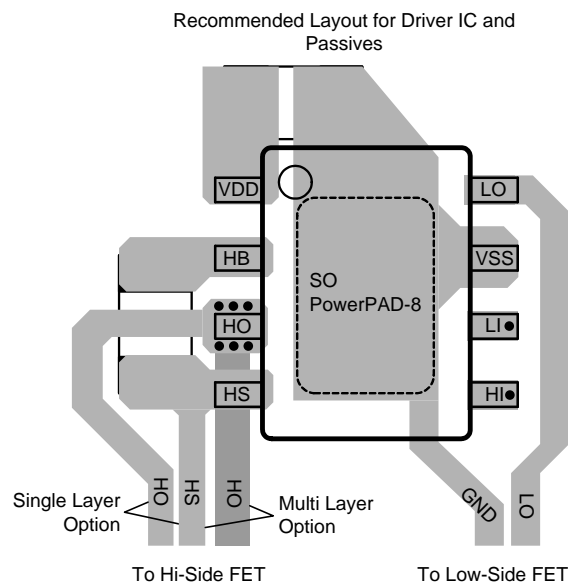 Recommended Layout for Driver IC and
Passives
VDD
LO
HB
VSS
SO
PowerPAD-8
HO
LI
HS
HI
HO
HS
HO
GND
LO
Single Layer
Option
Multi Layer
Option
To Hi-Side FET
To Low-Side FET